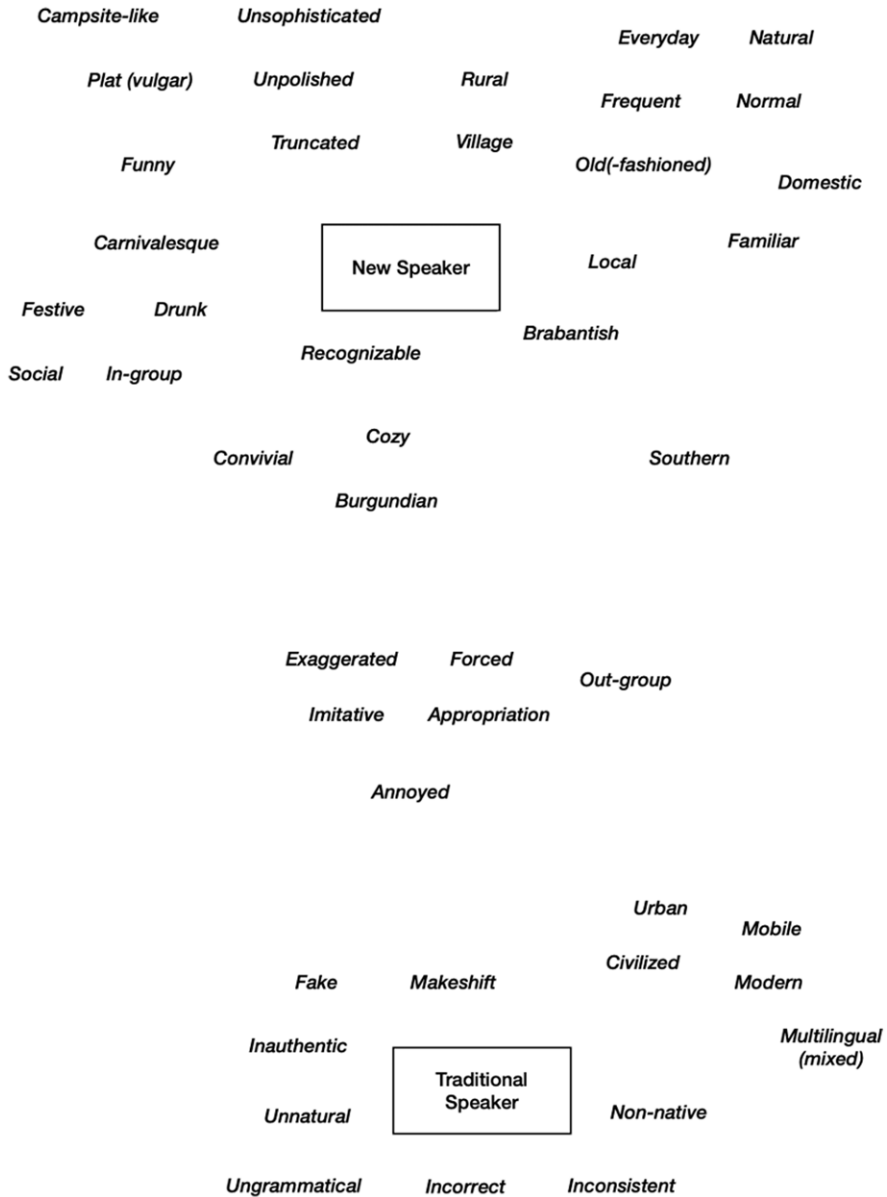 Campsite-like
Unsophisticated
Everyday
Natural
Plat (vulgar)
Unpolished
Rural
Frequent
Normal
Truncated
Village
Funny
Old(-fashioned)
Domestic
Carnivalesque
Familiar
New Speaker
Local
Festive
Drunk
Brabantish
Recognizable
Social
In-group
Cozy
Convivial
Southern
Burgundian
Exaggerated
Forced
Out-group
Imitative
Appropriation
Annoyed
Urban
Mobile
Civilized
Fake
Makeshift
Modern
Inauthentic
Multilingual
(mixed)
Traditional
Speaker
Unnatural
Non-native
Ungrammatical
Incorrect
Inconsistent